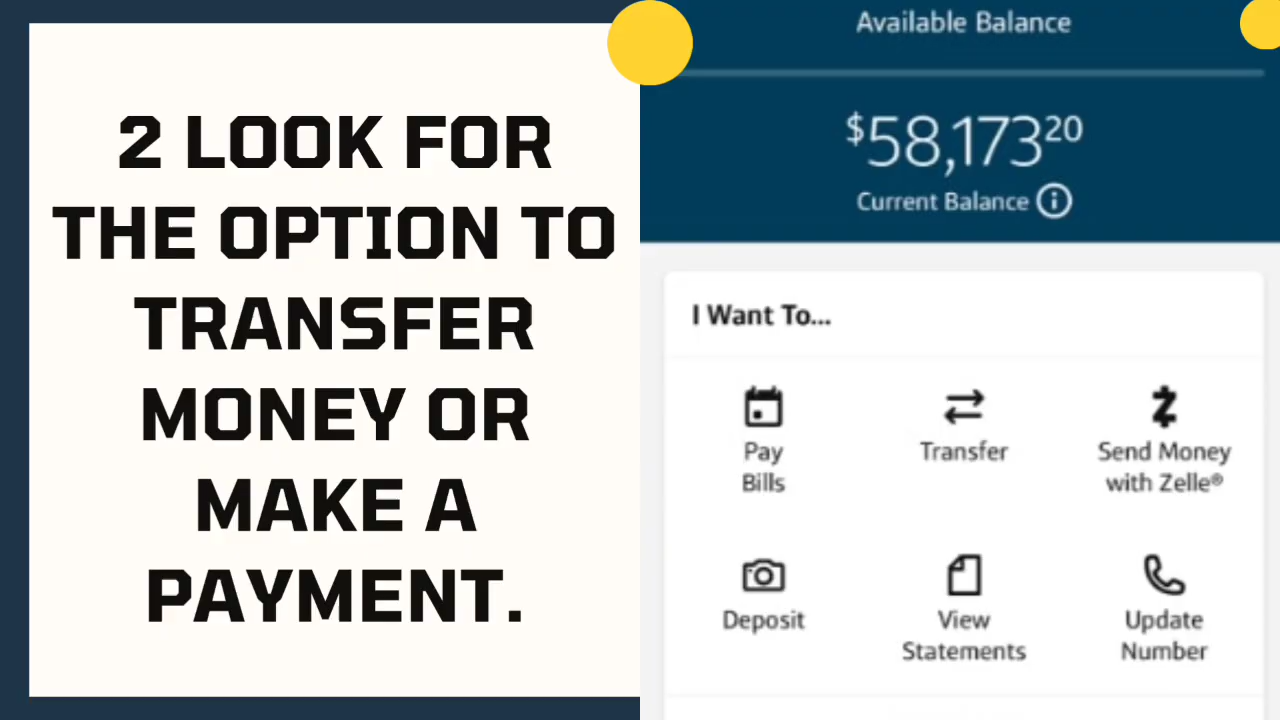 2 LOOK FOR
THE OPTION TO
TRANSFER
MONEY OR
MAKE A
PAYMENT.
Available Balance
$58,17320
Current Balance
I Want To...
Pay
Bills
Transfer
Send Money
with Zelle®
Deposit
View
Statements
Update
Number